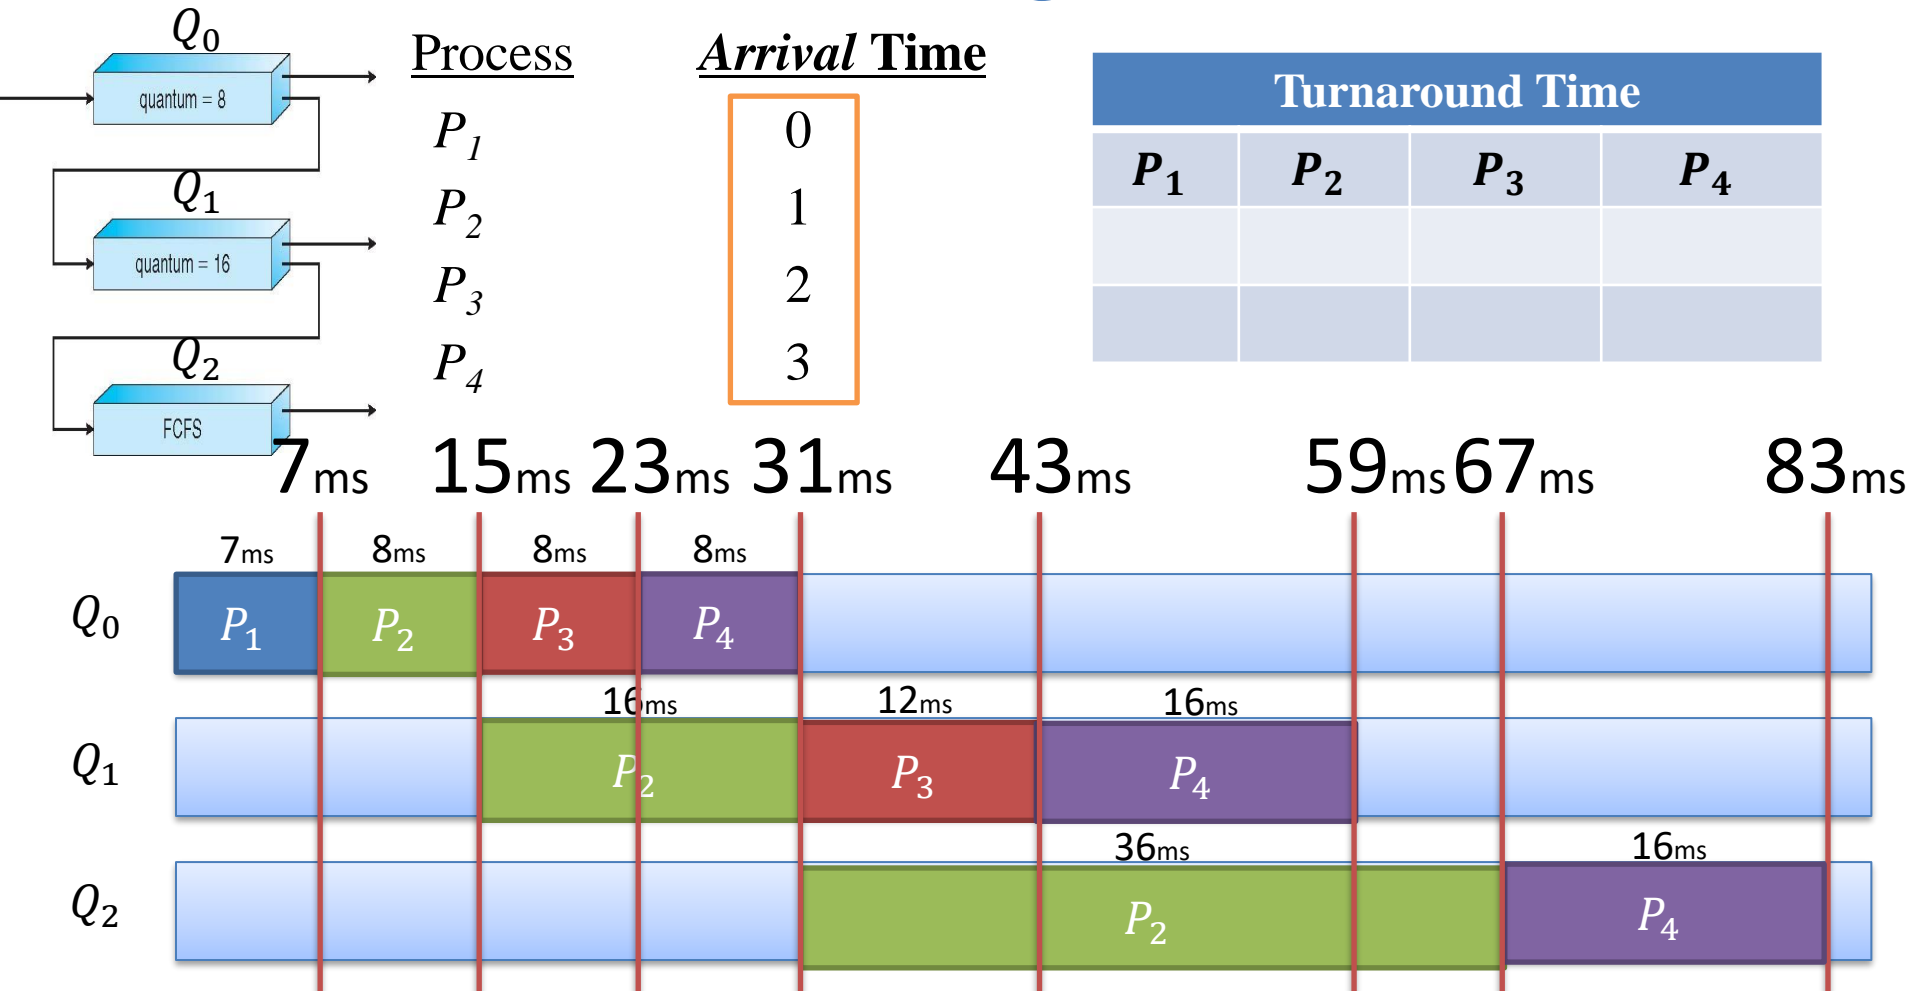 Q0
quantum = 8
Q1
quantum = 16
Q2
FCFS
Process Arrival Time
P1 0
P2 1
P3 2
P4 3
Turnaround Time
P1 P2 P3 P4
7ms 15ms 23ms 31ms 43ms 59ms 67ms 83ms
7ms 8ms 8ms 8ms
Q0 P1 P2 P3 P4
16ms 12ms 16ms
Q1 P2 P3 P4
36ms 16ms
Q2 P2 P4